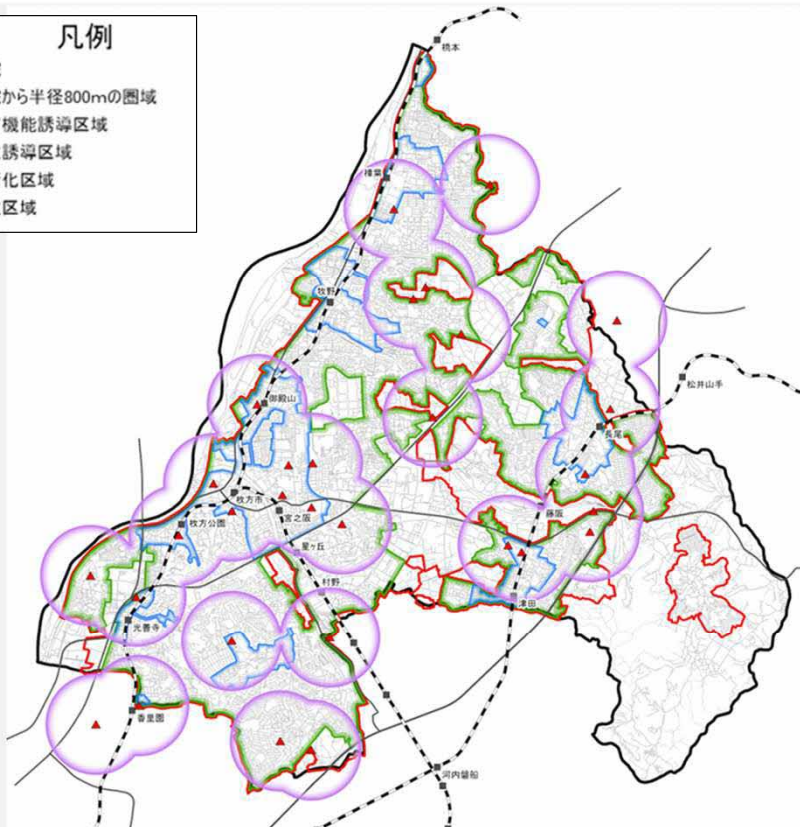 凡例
から半径800mの圏域
機能誘導区域
誘導区域
化区域
区域
橋本
樟葉
牧野
御殿山
松井山手
長尾
枚方市
枚方公園
宮之阪
藤阪
星ヶ丘
村野
津田
光善寺
香里園
河内磐船